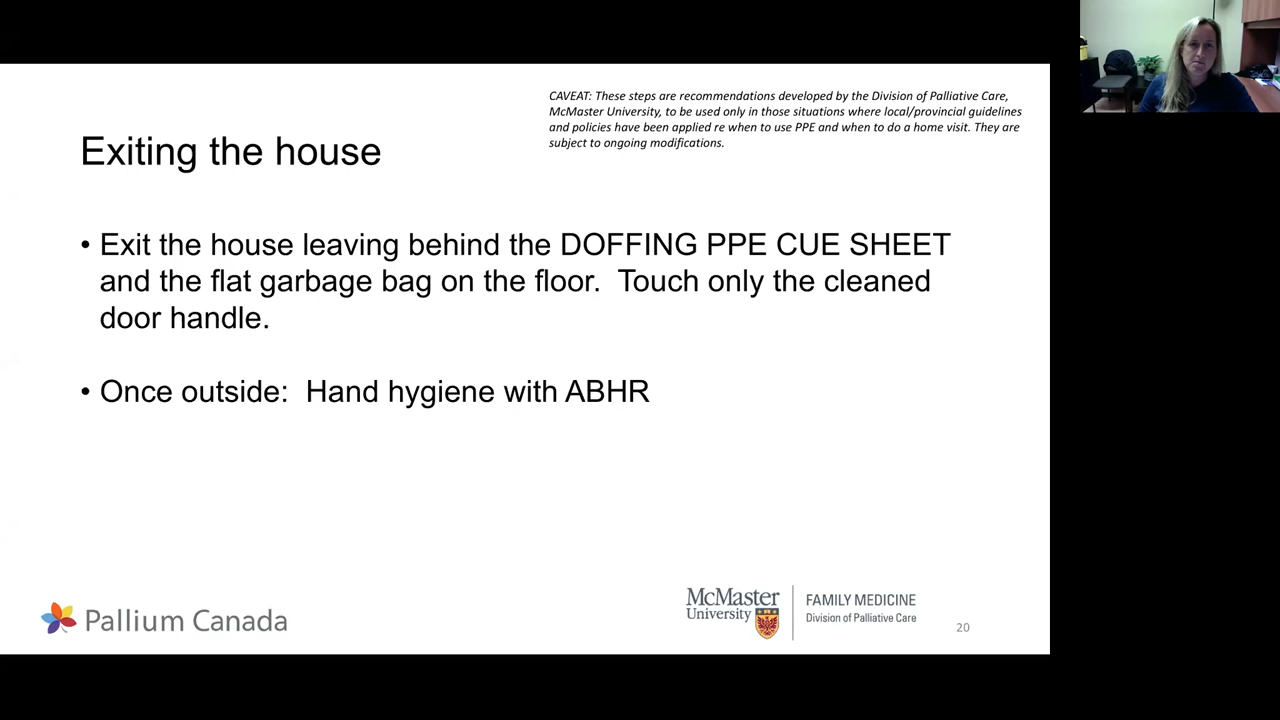 CAVEAT: These steps are recommendations developed by the Division of Palliative Care,
McMaster University, to be used only in those situations where local/provincial guidelines
and policies have been applied re when to use PPE and when to do a home visit. They are
subject to ongoing modifications.
Exiting the house
• Exit the house leaving behind the DOFFING PPE CUE SHEET
and the flat garbage bag on the floor.  Touch only the cleaned
door handle.
• Once outside:  Hand hygiene with ABHR
Pallium Canada
McMaster
University
FAMILY MEDICINE
Division of Palliative Care
20